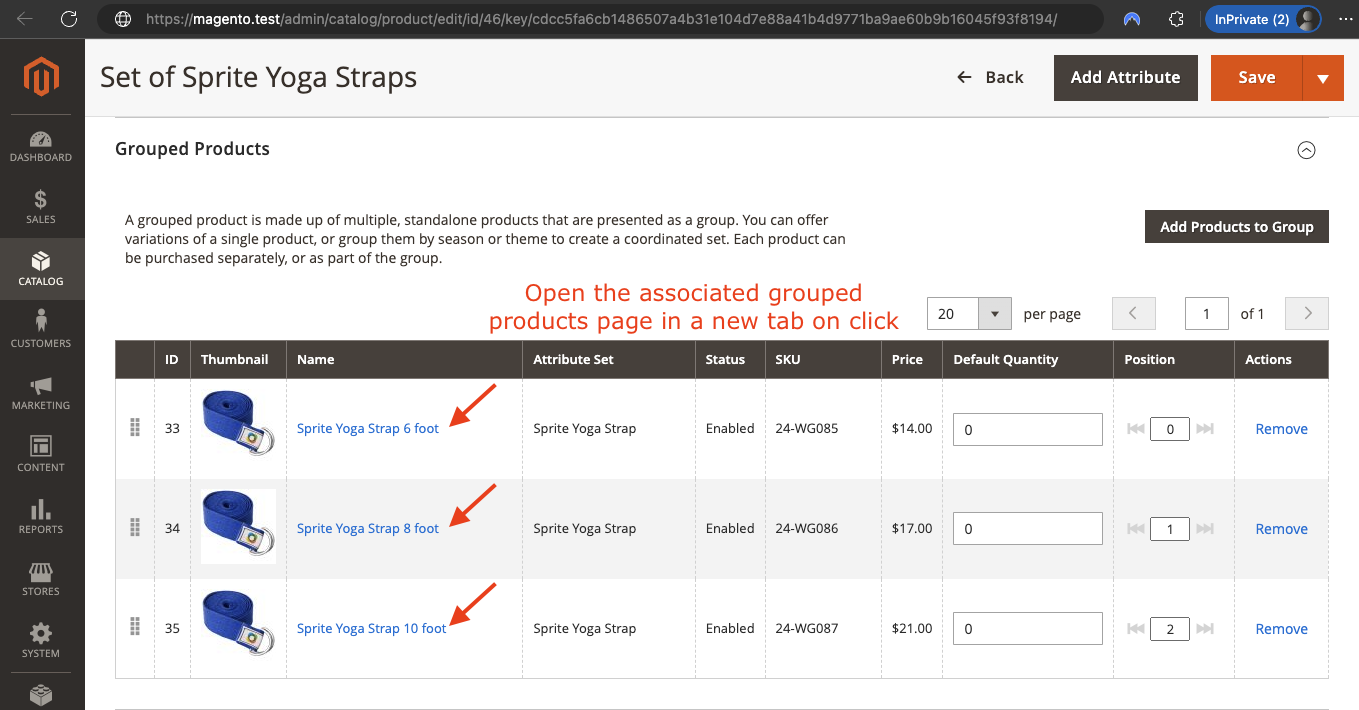 https://magento.test/admin/catalog/product/edit/id/46/key/cdcc5fa6cb1486507a4b31e104d7e88a41b4d9771ba9ae60b9b16045f93f8194/
InPrivate (2)
Set of Sprite Yoga Straps
Back
Add Attribute
Save
DASHBOARD
SALES
CATALOG
CUSTOMERS
MARKETING
CONTENT
REPORTS
STORES
SYSTEM
Grouped Products
A grouped product is made up of multiple, standalone products that are presented as a group. You can offer
variations of a single product, or group them by season or theme to create a coordinated set. Each product can
be purchased separately, or as part of the group.
Add Products to Group
Open the associated grouped
products page in a new tab on click
20 per page 1 of 1
ID Thumbnail Name Attribute Set Status SKU Price Default Quantity Position Actions
33 Sprite Yoga Strap 6 foot Sprite Yoga Strap Enabled 24-WG085 $14.00 0 0 Remove
34 Sprite Yoga Strap 8 foot Sprite Yoga Strap Enabled 24-WG086 $17.00 0 1 Remove
35 Sprite Yoga Strap 10 foot Sprite Yoga Strap Enabled 24-WG087 $21.00 0 2 Remove